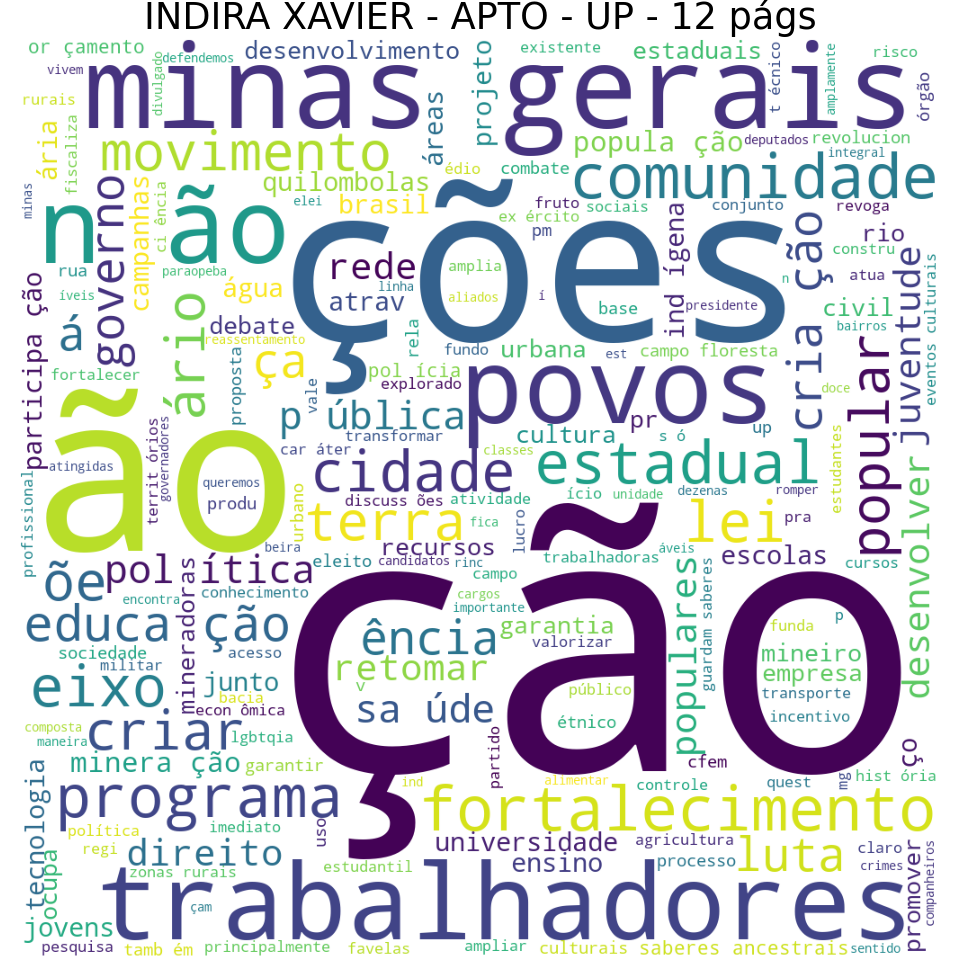 INDIRA XAVIER - APTO - UP - 12 págs
or çamento
defendemos
desenvolvimento
existente
estaduais
risco
vivem
minas gerais
divulgado
projeto
t écnico
amplamente
órgão
rurais
ária
fiscaliza
movimento
áreas
popula ção
deputados
revolucion
integral
édio
combate
comunidade
minas
governo
campanhas
ci ência
quilombolas
elei
brasil
ex ército
fruto
sociais
conjunto
revoga
n ão
ções
pm
ind ígena
cria ção
constru
rio
rua
paraopeba
rede
linha
amplia
n
atua
juventude
eventos culturais
participa ção
íveis
água
atrav
aliados
í
base
presidente
civil
bairros
á
ário
debate
reassentamento
rela
fundo
urbana
est
campo floresta
fortalecer
proposta
ça
vale
pol ícia
explorado
povos
doce
popular
ão
p ública
transformar
cultura
pr
s ó
up
estudantes
atingidas
territ órios
governadores
car áter
classes
cidade
estadual
queremos
produ
discuss ões
atividade
ício
unidade
dezenas
romper
profissional
urbano
terra
fica
lucro
lei
pra
desenvolver
beira
recursos
trabalhadoras
áveis
escolas
õe
pol ítica
eleito
candidatos
rinc
cursos
encontra
mineradoras
conhecimento
campo
cargos
importante
populares
guardam saberes
ção
educa ção
ência
garantia
valorizar
funda
p
sociedade
acesso
mineiro
militar
retomar
v
empresa
eixo
junto
público
transporte
bacia
econ ômica
sa úde
étnico
incentivo
composta
maneira
criar
lgbtqia
partido
ço
minera ção
garantir
ind
alimentar
controle
cfem
quest
mg
hist ória
tecnologia
programa
fortalecimento
política
imediato
uso
regi
universidade
agricultura
claro
ocupa
direito
ensino
processo
luta
crimes
zonas rurais
estudantil
promover
companheiros
trabalhadores
çam
jovens
pesquisa
tamb ém
principalmente
favelas
ampliar
culturais
saberes ancestrais
sentido